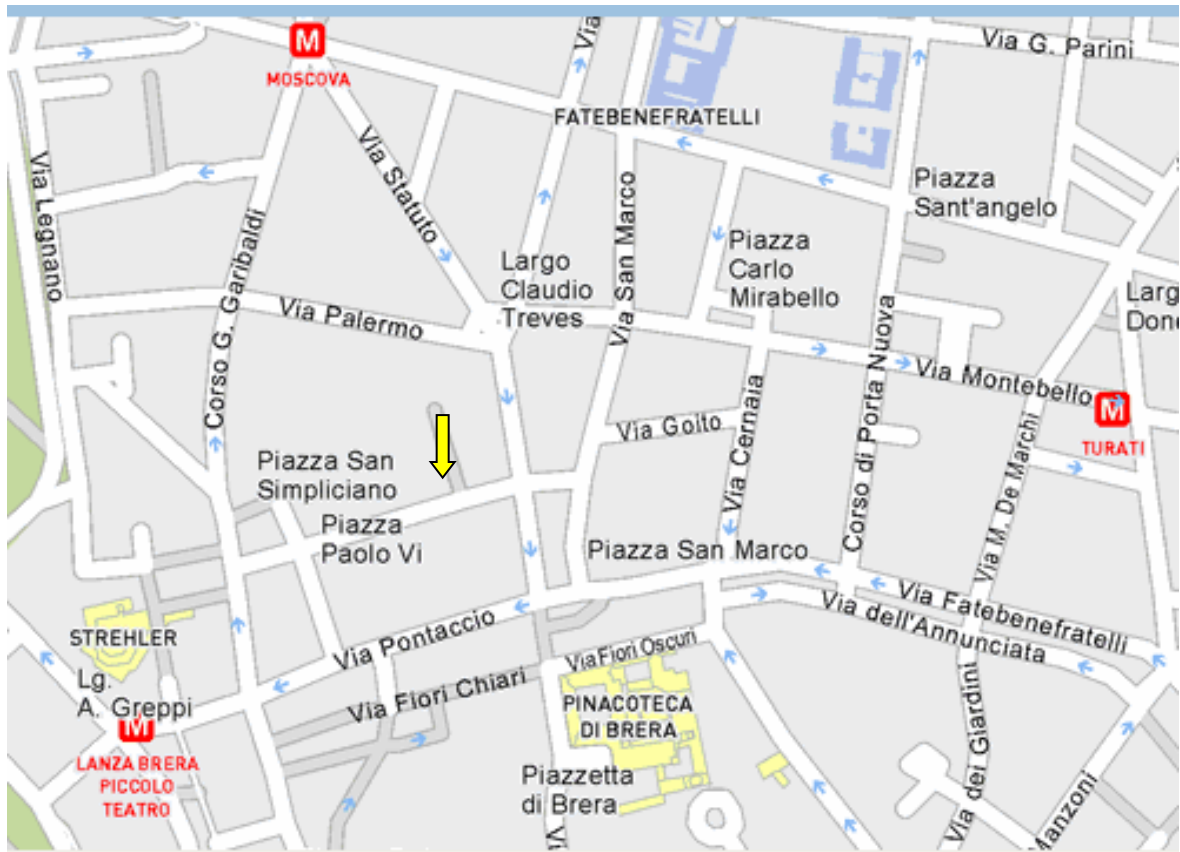 M
MOSCOVA
Via
Via G. Parini
FATEBENEFRATELLI
Via Statuto
Via Legnano
Piazza
Sant'angelo
Corso G. Garibaldi
Via San Marco
Piazza
Carlo
Mirabello
Largo
Claudio
Treves
Larg
Done
Via Palermo
Corso di Porta Nuova
Via Montebello
M
TURATI
Via Golto
Via Cernaia
Via M. De Marchi
Piazza San
Simpliciano
Piazza
Paolo Vi
Piazza San Marco
Via Fatebenefratelli
Via dell'Annunciata
STREHLER
Via Pontaccio
Via Fiori Oscuri
Lg.
A. Greppi
M
LANZA BRERA
PICCOLO
TEATRO
Via Fiori Chiari
PINACOTECA
DI BRERA
Piazzetta
di Brera
Via dei Giardini
Manzoni
Vi